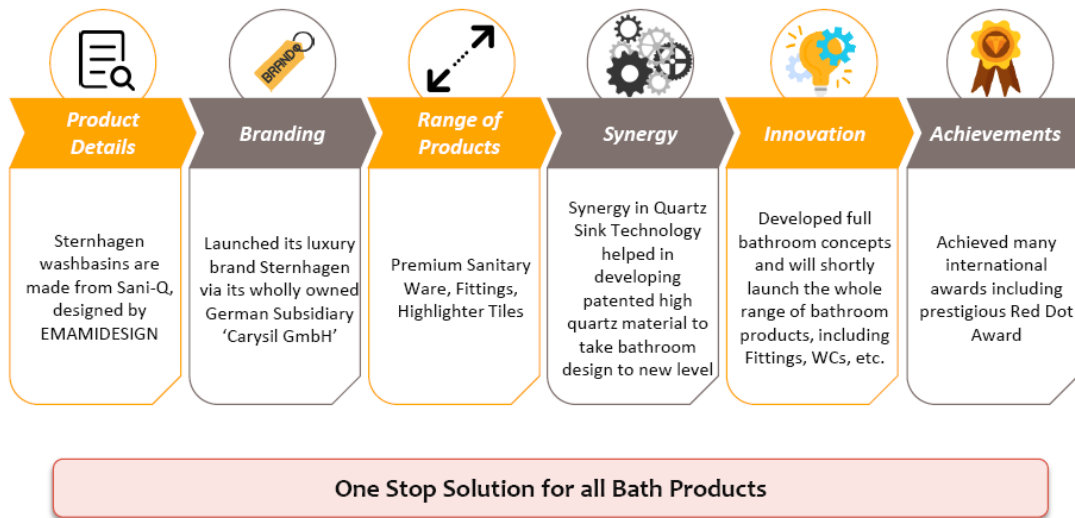 BRAND
Product
Details
Branding
Range of
Products
Synergy
Innovation
Achievements
Sternhagen
washbasins are
made from Sani-Q,
designed by
EMAMIDESIGN
Launched its luxury
brand Sternhagen
via its wholly owned
German Subsidiary
‘Carysil GmbH’
Premium Sanitary
Ware, Fittings,
Highlighter Tiles
Synergy in Quartz
Sink Technology
helped in
developing
patented high
quartz material to
take bathroom
design to new level
Developed full
bathroom concepts
and will shortly
launch the whole
range of bathroom
products, including
Fittings, WCs, etc.
Achieved many
international
awards including
prestigious Red Dot
Award
One Stop Solution for all Bath Products